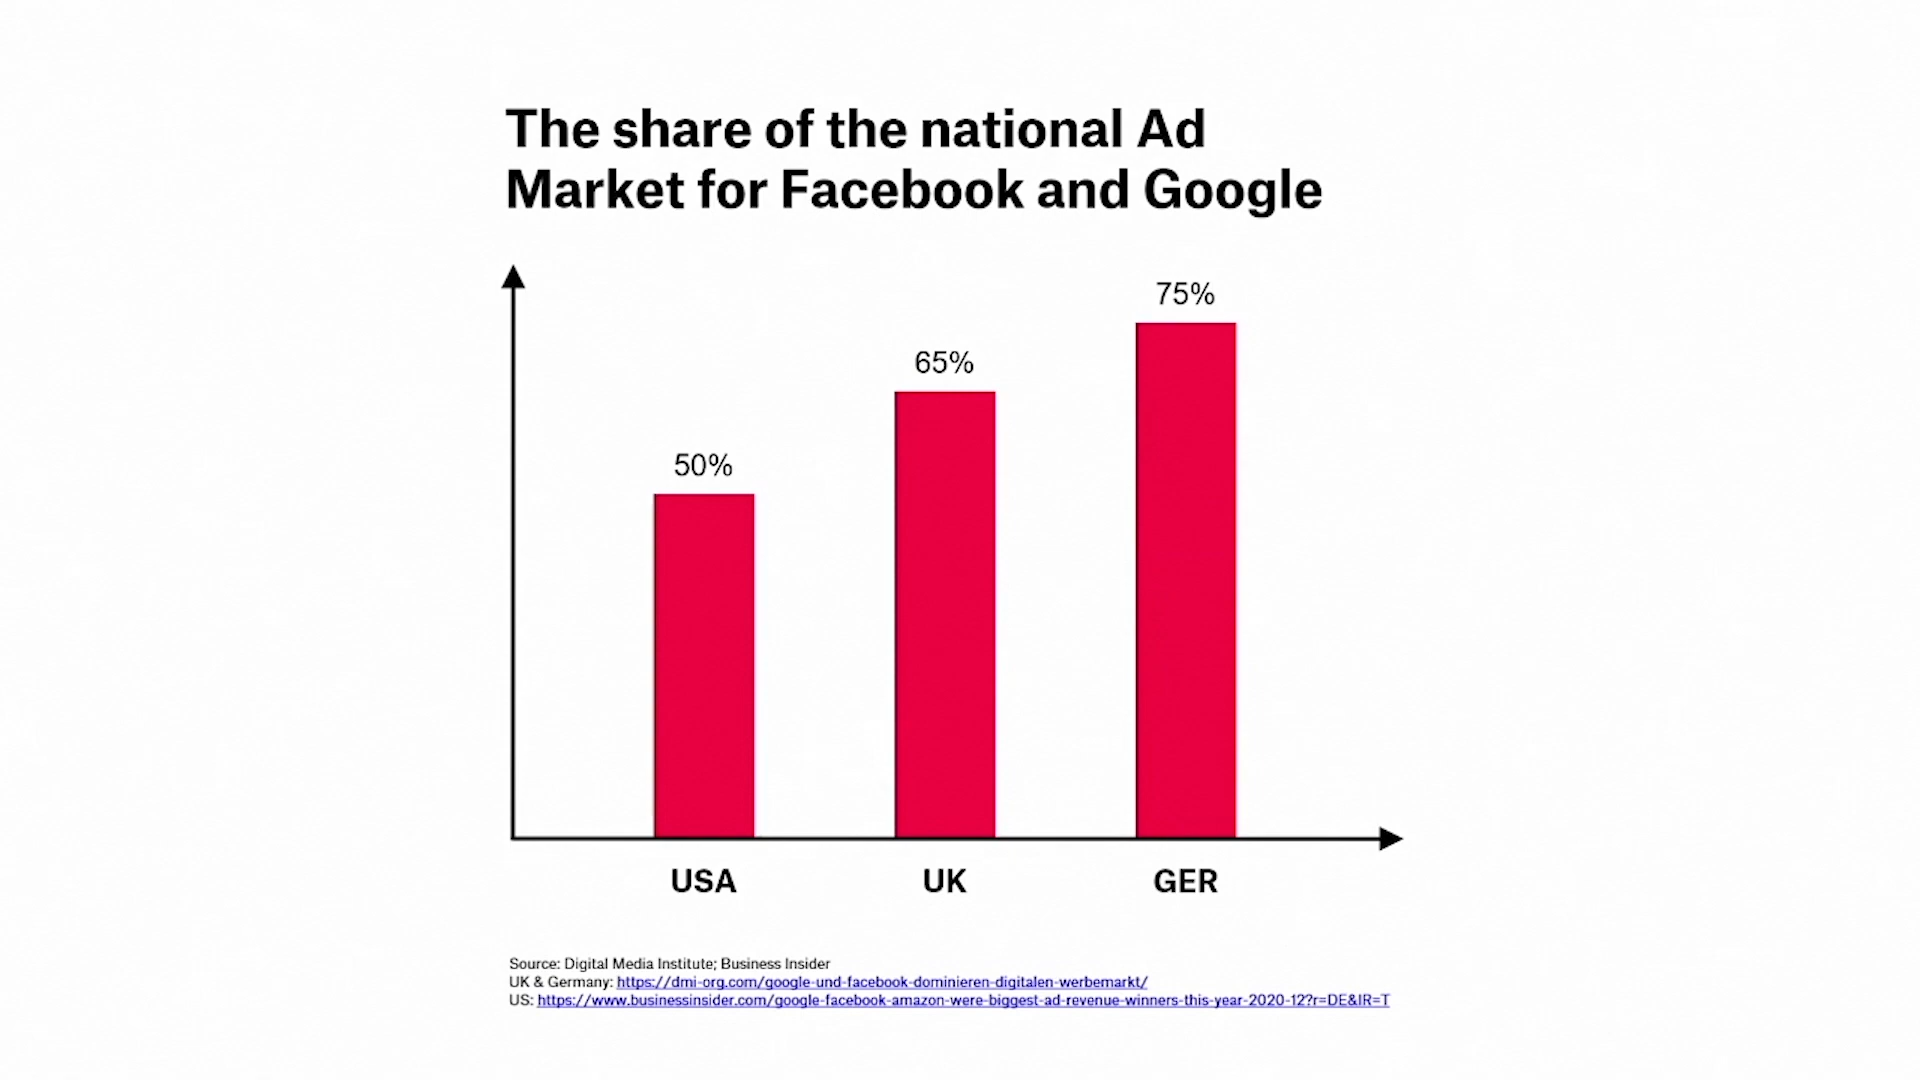 The share of the national Ad
Market for Facebook and Google
75%
65%
50%
USA UK GER
Source: Digital Media Institute; Business Insider
UK & Germany: https://dmi-org.com/google-und-facebook-dominieren-digitalen-werbemarkt/
US: https://www.businessinsider.com/google-facebook-amazon-were-biggest-ad-revenue-winners-this-year-2020-12?r=DE&IR=T